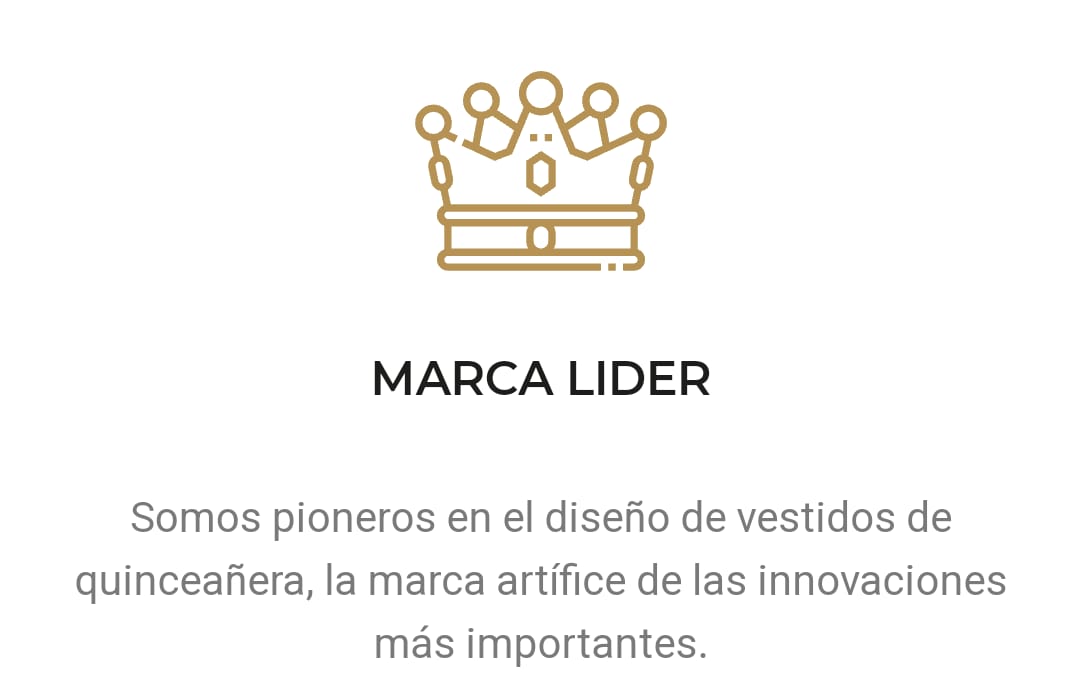 MARCA LIDER
Somos pioneros en el diseño de vestidos de
quinceañera, la marca artífice de las innovaciones
más importantes.